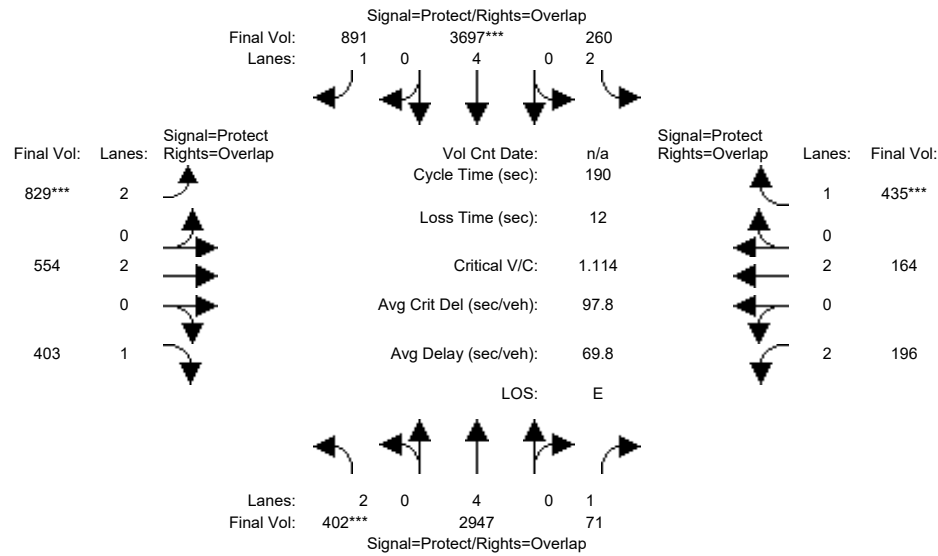 Signal=Protect/Rights=Overlap
Final Vol: 891 3697*** 260
Lanes: 1 0 4 0 2
Signal=Protect Signal=Protect
Final Vol: Lanes: Rights=Overlap Vol Cnt Date: n/a Rights=Overlap Lanes: Final Vol:
Cycle Time (sec): 190
829*** 2 1 435***
Loss Time (sec): 12
0 0
554 2 Critical V/C: 1.114 2 164
0 Avg Crit Del (sec/veh): 97.8 0
403 1 Avg Delay (sec/veh): 69.8 2 196
LOS: E
Lanes: 2 0 4 0 1
Final Vol: 402*** 2947 71
Signal=Protect/Rights=Overlap